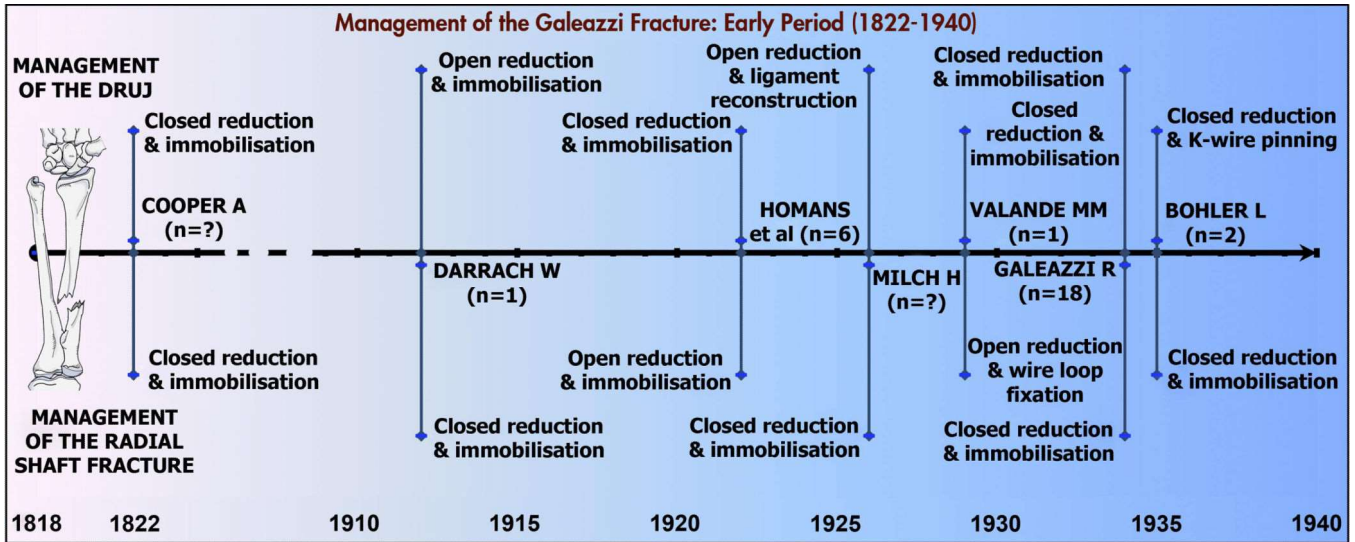 Management of the Galeazzi Fracture: Early Period (1822-1940)
MANAGEMENT
OF THE DRUJ
Closed reduction
& immobilisation
Open reduction
& immobilisation
Closed reduction
& immobilisation
Open reduction
& ligament
reconstruction
Closed reduction
& immobilisation
Closed
reduction &
immobilisation
Closed reduction
& K-wire pinning
COOPER A
(n=?)
DARRACH W
(n=1)
HOMANS
et al (n=6)
MILCH H
(n=?)
VALANDE MM
(n=1)
GALEAZZI R
(n=18)
BOHLER L
(n=2)
Closed reduction
& immobilisation
Closed reduction
& immobilisation
Open reduction
& immobilisation
Closed reduction
& immobilisation
Open reduction
& wire loop
fixation
Closed reduction
& immobilisation
Closed reduction
& immobilisation
MANAGEMENT
OF THE RADIAL
SHAFT FRACTURE
1818 1822 1910 1915 1920 1925 1930 1935 1940